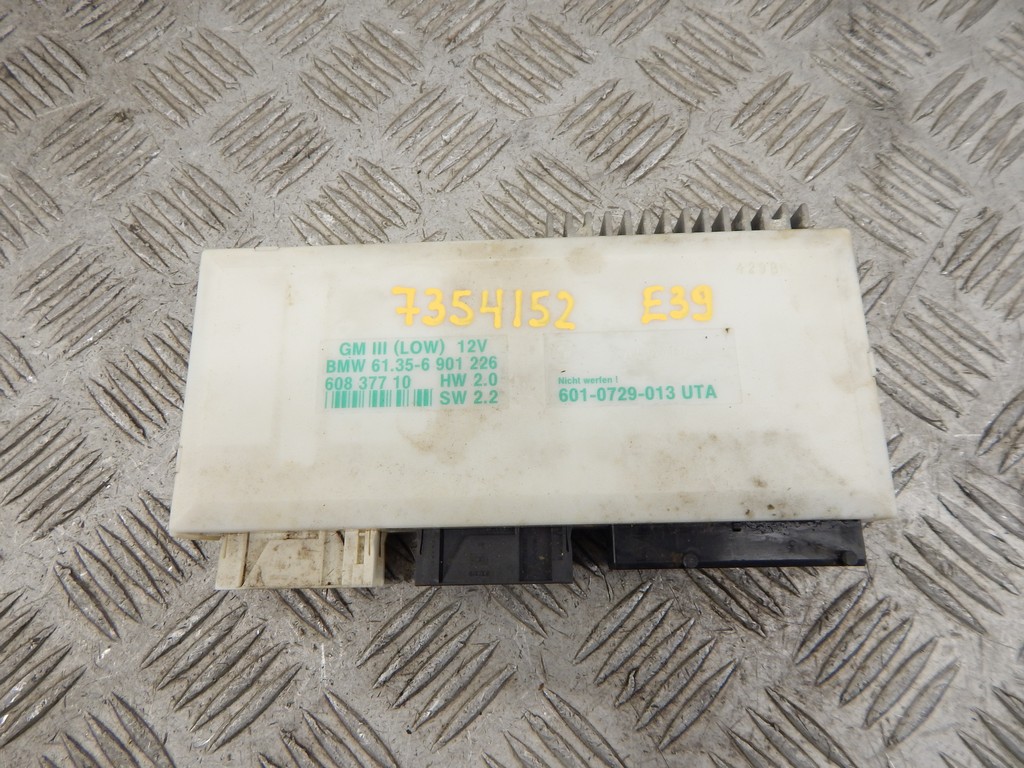 7354152 E39
GM III (LOW) 12V
BMW 61.35-6 901 226
608 377 10 HW 2.0
SW 2.2
Nicht werfen !
601-0729-013 UTA